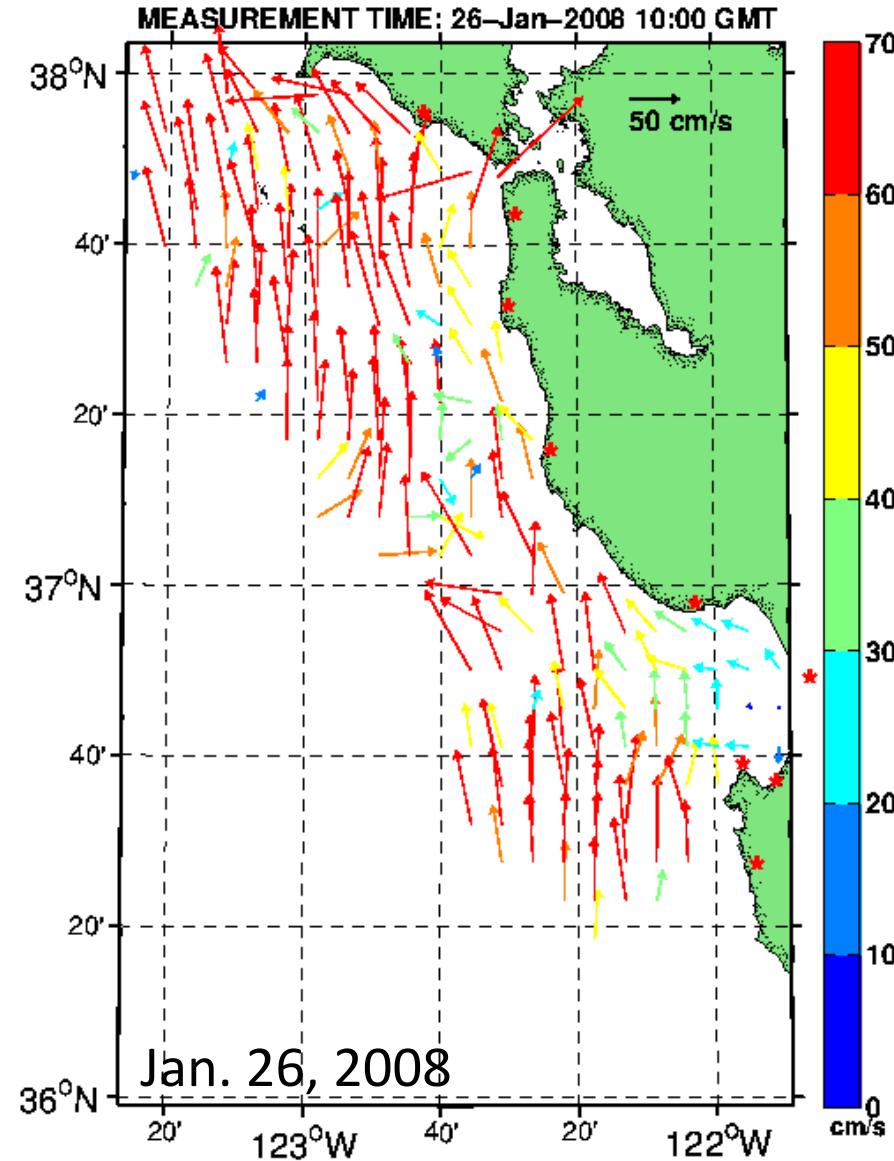 MEASUREMENT TIME: 26–Jan–2008 10:00 GMT
70
38°N
50 cm/s
60
40'
50
20'
40
37°N
30
40'
20
20'
10
Jan. 26, 2008
36°N
0
cm/s
20' 123°W 40' 20' 122°W